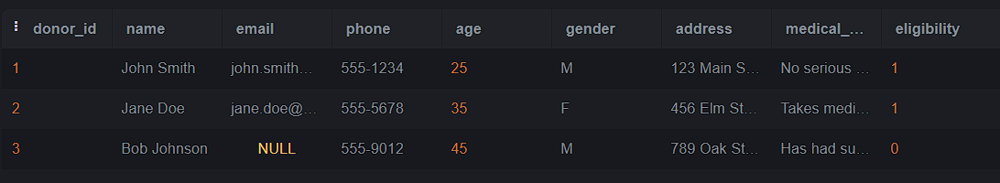 donor_id name email phone age gender address medical_... eligibility
1 John Smith john.smith... 555-1234 25 M 123 Main S... No serious ... 1
2 Jane Doe jane.doe@... 555-5678 35 F 456 Elm St... Takes medi... 1
3 Bob Johnson NULL 555-9012 45 M 789 Oak St... Has had su... 0